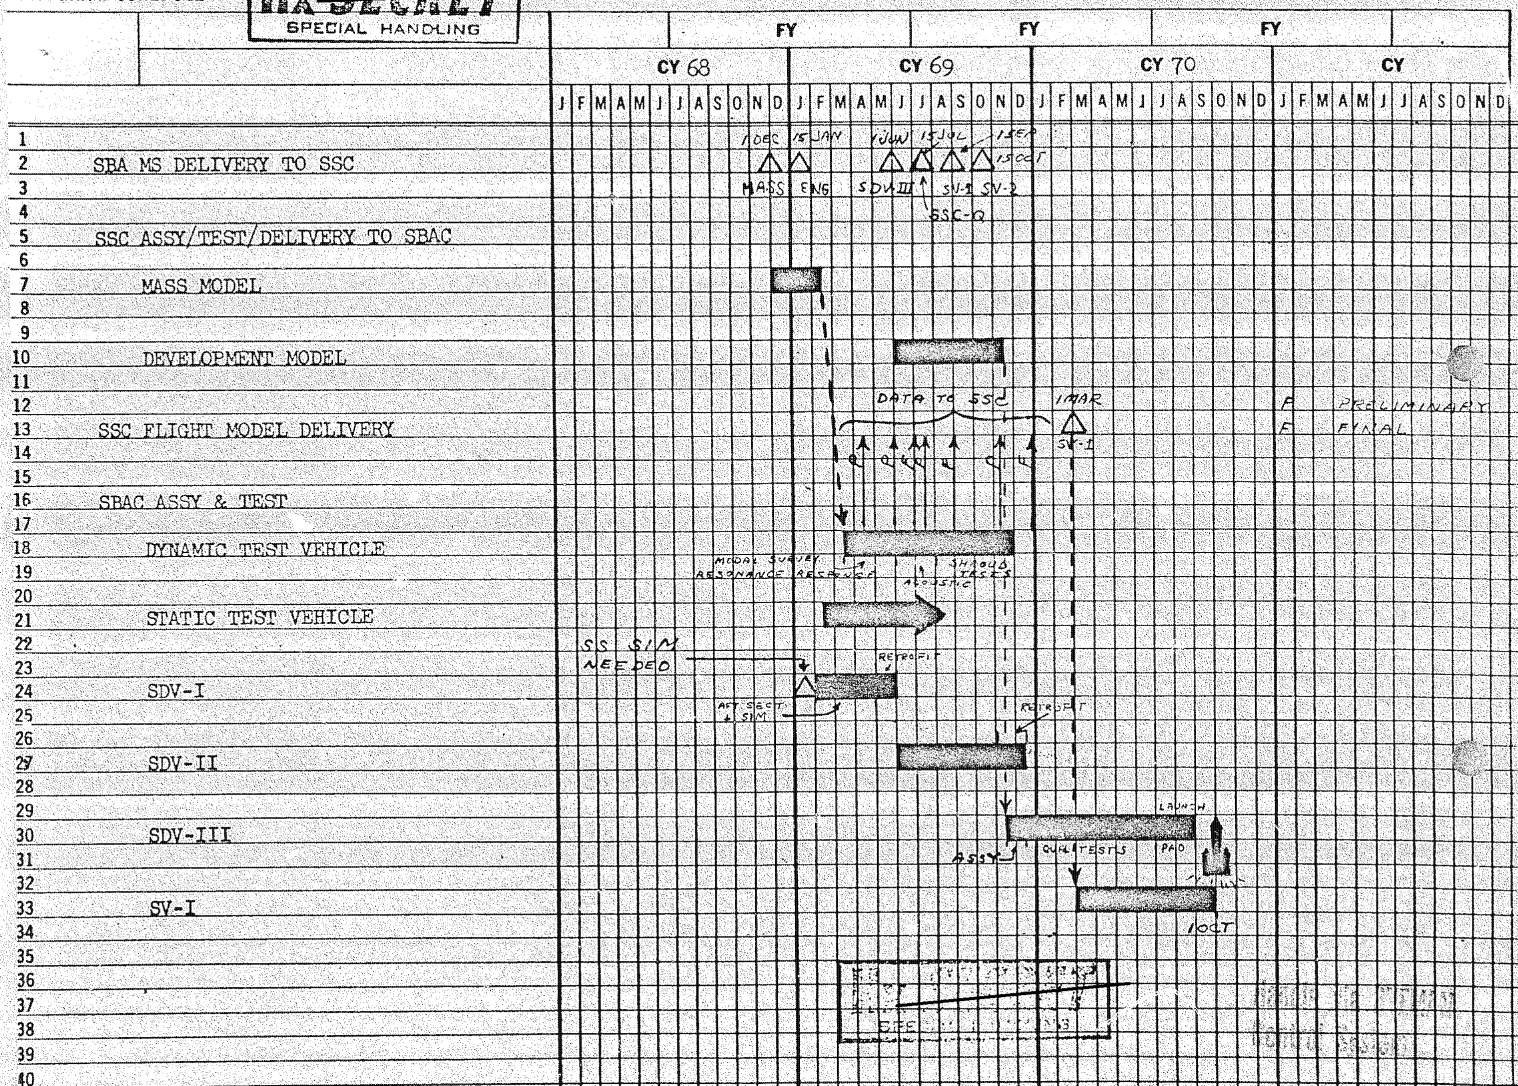 SPECIAL HANDLING
FY FY FY
CY 68 CY 69 CY 70 CY
J F M A M J J A S O N D J F M A M J J A S O N D J F M A M J J A S O N D J F M A M J J A S O N D
1 1 DEC 15 JAN 1 JUN 15 JUL 1 SEP
2 SBA MS DELIVERY TO SSC 15 OCT
3 MASS ENG SDV III SV-1 SV-2
4 SSC-Q
5 SSC ASSY/TEST/DELIVERY TO SBAC
6
7 MASS MODEL
8
9
10 DEVELOPMENT MODEL
11
12 DATA TO SSC 1 MAR P PRELIMINARY
13 SSC FLIGHT MODEL DELIVERY F FINAL
14 SV-1
15
16 SBAC ASSY & TEST
17
18 DYNAMIC TEST VEHICLE
MODAL SURVEY SHROUD
19 RESONANCE RESPONSE TESTS
ACOUSTIC
20
21 STATIC TEST VEHICLE
22 SS SIM
23 NEEDED RETROFIT
24 SDV-I
AFT SECT
25 + SIM RETROFIT
26
27 SDV-II
28
29 LAUNCH
30 SDV-III
31 ASSY QUAL TESTS PAD
32
33 SV-I
34 1 OCT
35
36
37
38
39
40